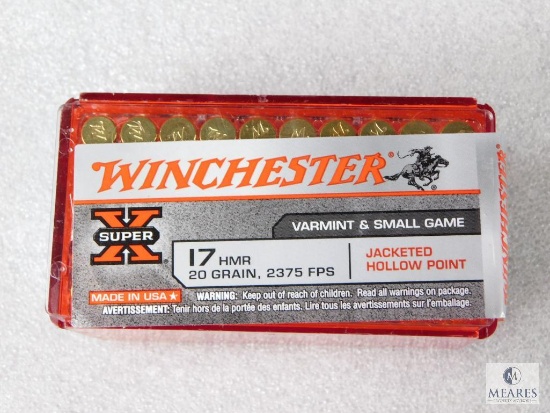 WINCHESTER
X
SUPER
VARMINT & SMALL GAME
17 HMR
20 GRAIN, 2375 FPS
JACKETED
HOLLOW POINT
MADE IN USA
WARNING: Keep out of reach of children. Read all warnings on package.
AVERTISSEMENT: Tenir hors de la portée des enfants. Lire tous les avertissements sur l'emballage.
WINCHESTER
MEARES